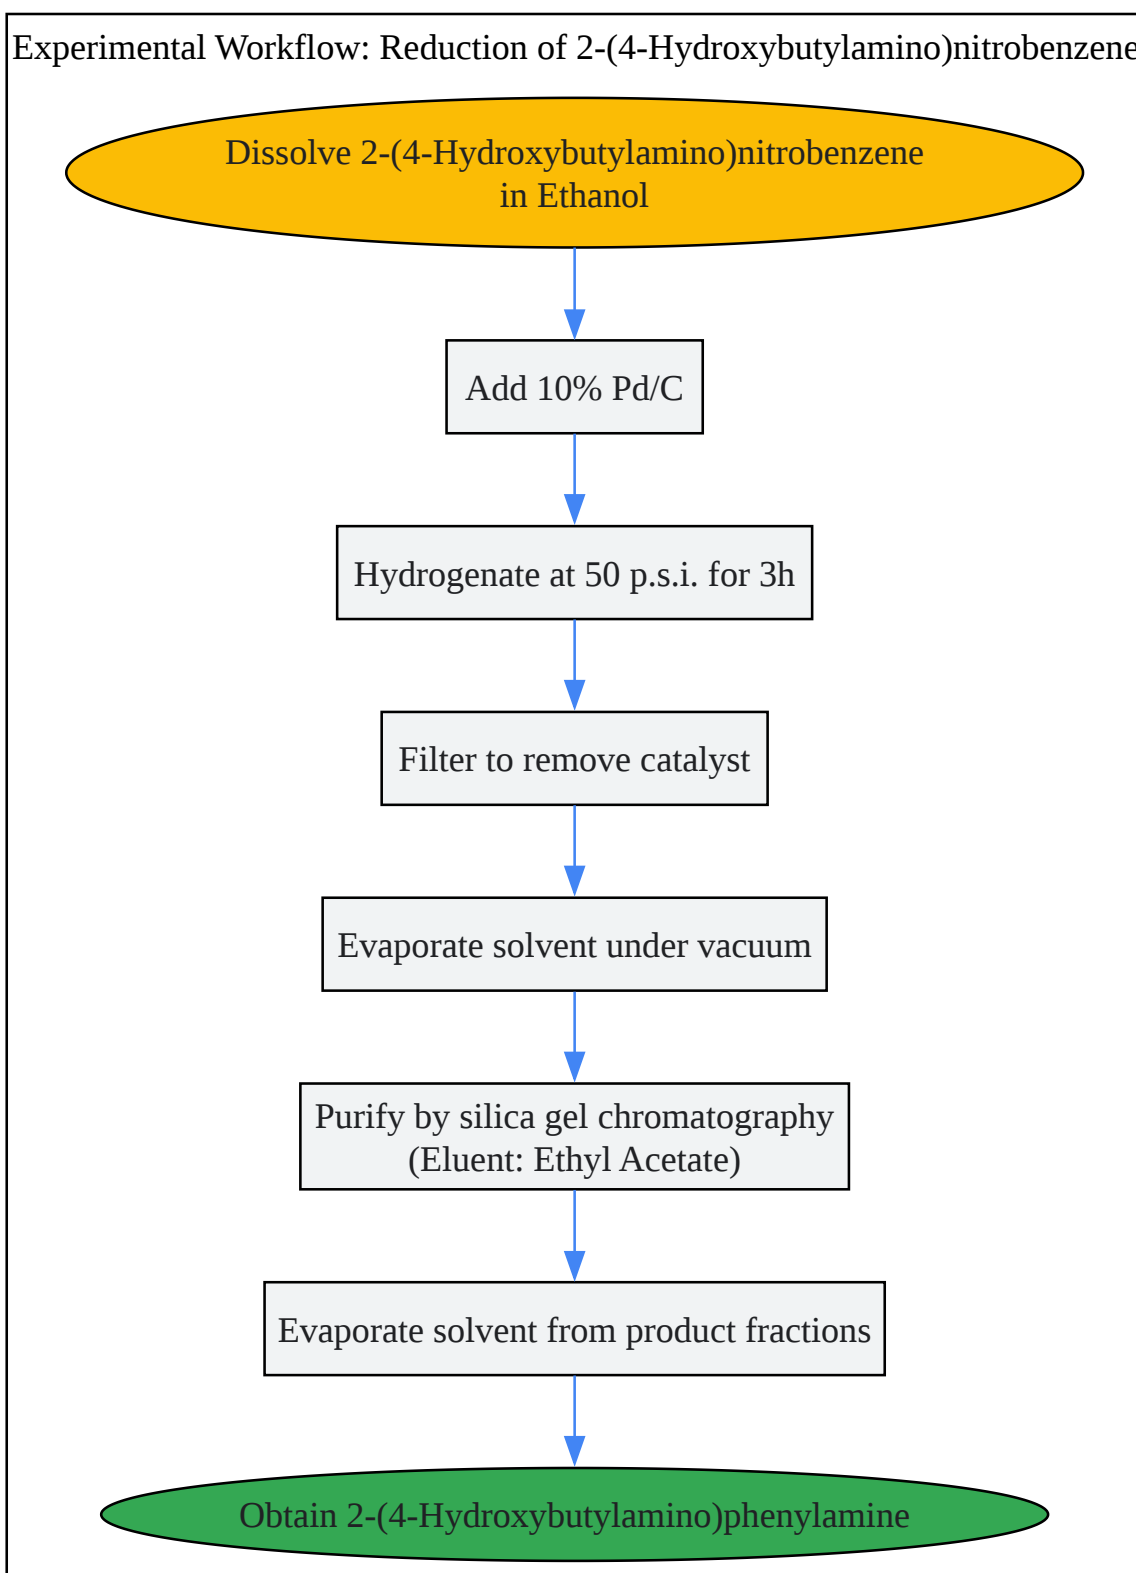 Experimental Workflow: Reduction of 2-(4-Hydroxybutylamino)nitrobenzene
Dissolve 2-(4-Hydroxybutylamino)nitrobenzene
in Ethanol
Add 10% Pd/C
Hydrogenate at 50 p.s.i. for 3h
Filter to remove catalyst
Evaporate solvent under vacuum
Purify by silica gel chromatography
(Eluent: Ethyl Acetate)
Evaporate solvent from product fractions
Obtain 2-(4-Hydroxybutylamino)phenylamine